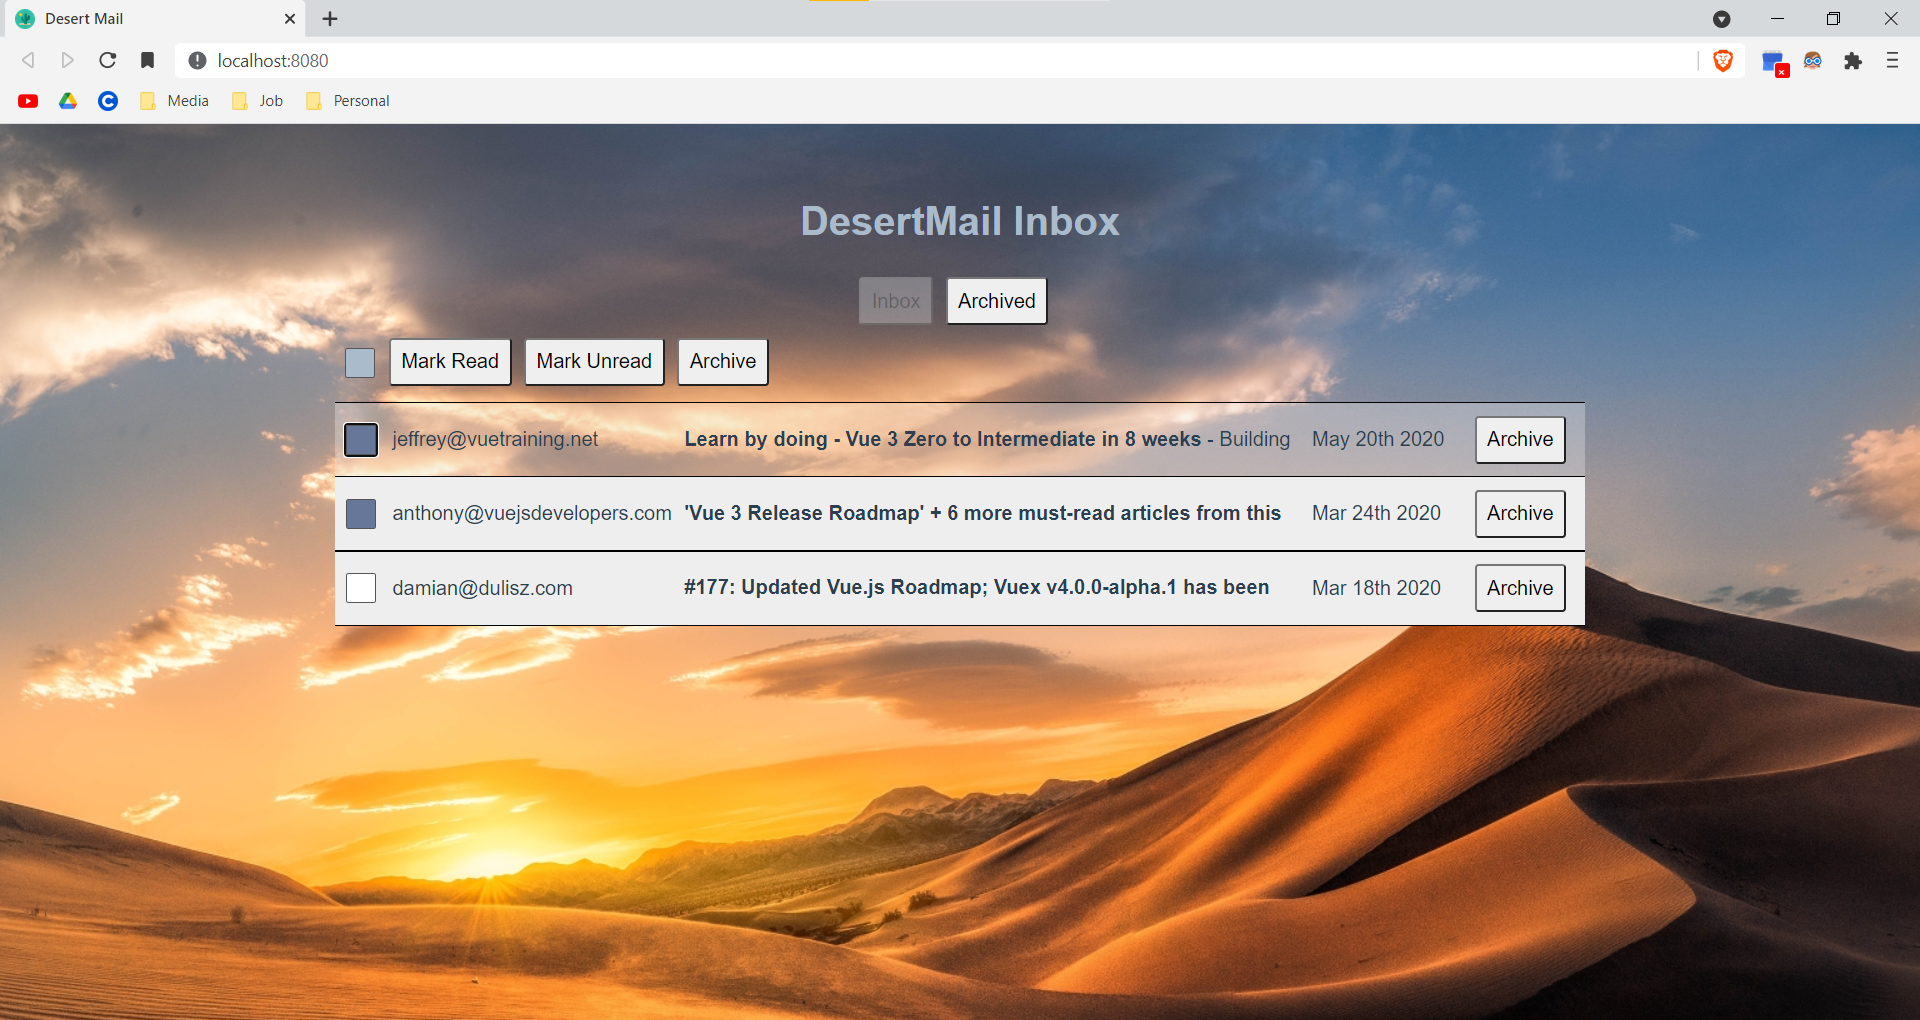 Desert Mail
localhost:8080
Media Job Personal
DesertMail Inbox
Inbox Archived
Mark Read Mark Unread Archive
jeffrey@vuetraining.net Learn by doing - Vue 3 Zero to Intermediate in 8 weeks - Building May 20th 2020 Archive
anthony@vuejsdevelopers.com 'Vue 3 Release Roadmap' + 6 more must-read articles from this Mar 24th 2020 Archive
damian@dulisz.com #177: Updated Vue.js Roadmap; Vuex v4.0.0-alpha.1 has been Mar 18th 2020 Archive